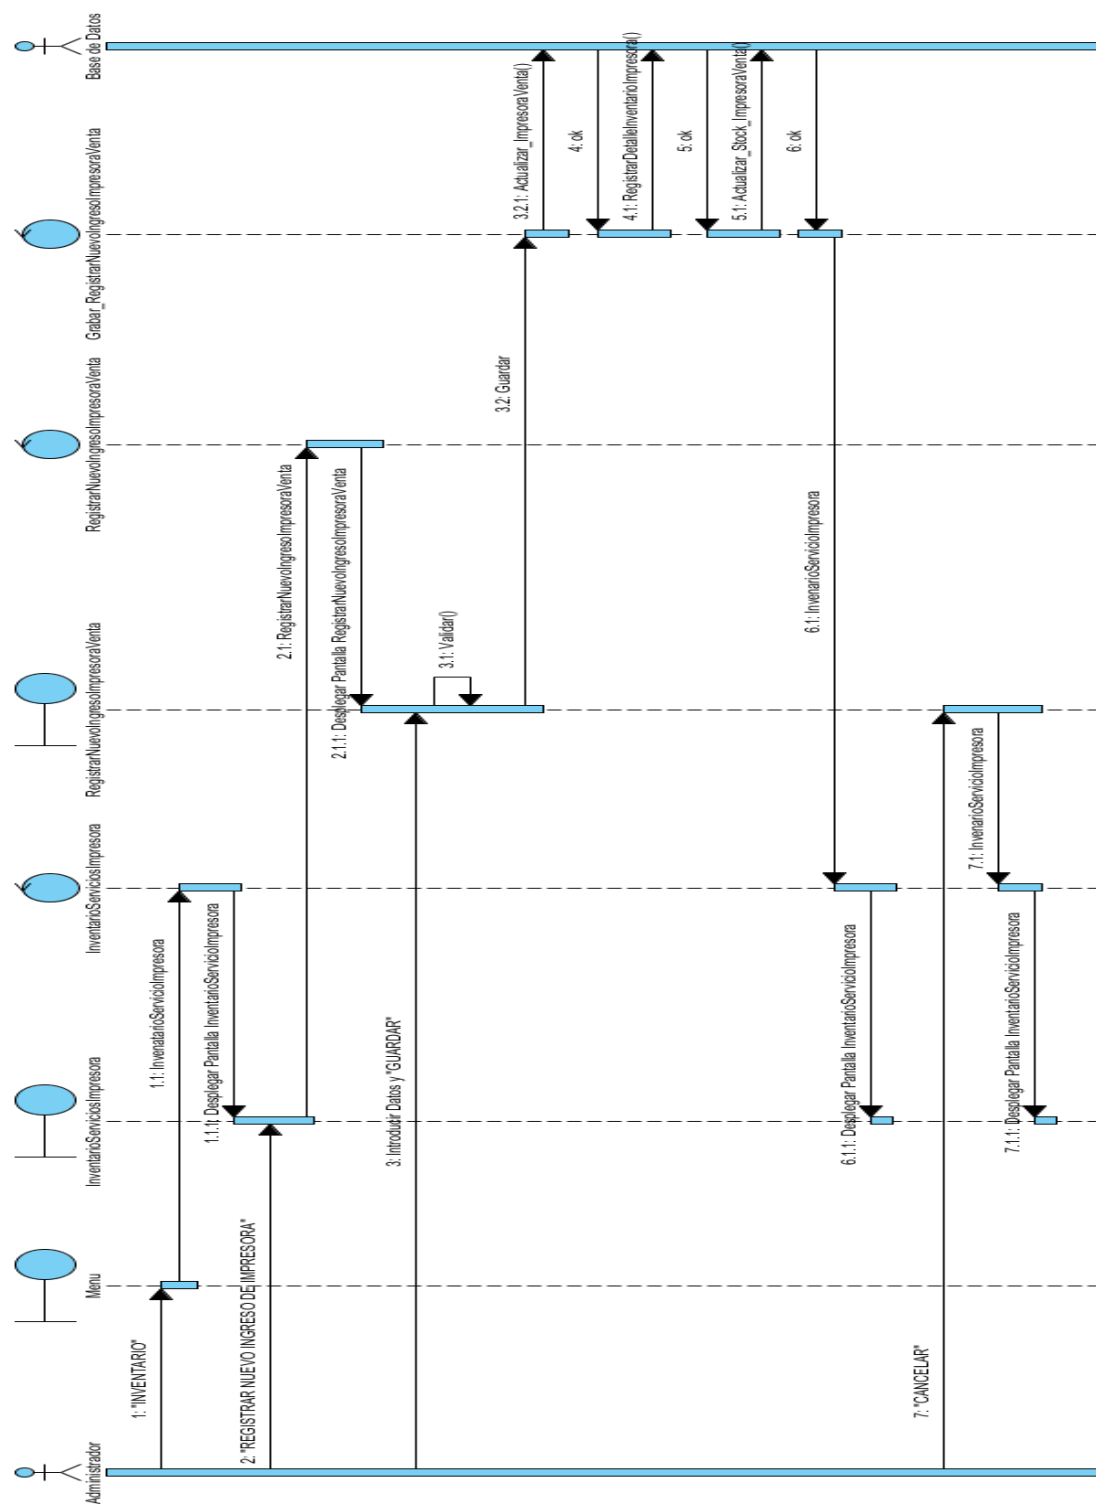 Administrador
Menu
InventarioServiciosImpresora
InventarioServiciosImpresora
RegistrarNuevoIngresoImpresoraVenta
RegistrarNuevoIngresoImpresoraVenta
Grabar_RegistrarNuevoIngresoImpresoraVenta
Base de Datos
1: "INVENTARIO"
1.1: InvenatarioServicioImpresora
1.1.1: Desplegar Pantalla InventarioServicioImpresora
2: "REGISTRAR NUEVO INGRESO DE IMPRESORA"
2.1: RegistrarNuevoIngresoImpresoraVenta
2.1.1: Desplegar Pantalla RegistrarNuevoIngresoImpresoraVenta
3: Introducir Datos y "GUARDAR"
3.1: Validar()
3.2: Guardar
3.2.1: Actualizar_ImpresoraVenta()
4: ok
4.1: RegistrarDetalleInventarioImpresora()
5: ok
5.1: Actualizar_Stock_ImpresoraVenta()
6: ok
6.1: InvenarioServicioImpresora
6.1.1: Desplegar Pantalla InventarioServicioImpresora
7: "CANCELAR"
7.1: InvenarioServicioImpresora
7.1.1: Desplegar Pantalla InventarioServicioImpresora